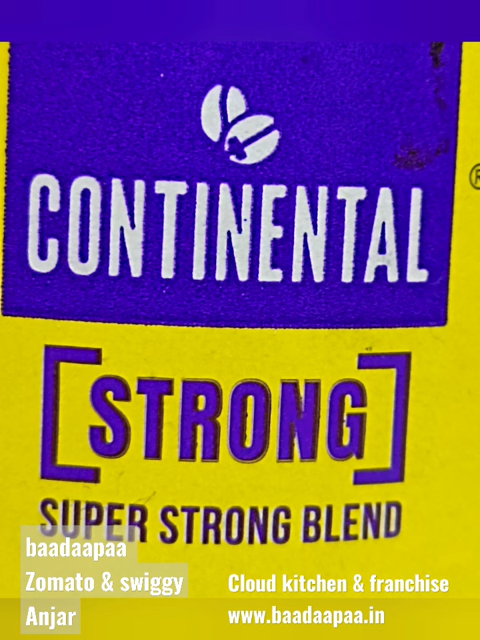 ®
CONTINENTAL
[STRONG]
SUPER STRONG BLEND
baadaapaa
Zomato & swiggy
Anjar
Cloud kitchen & franchise
www.baadaapaa.in